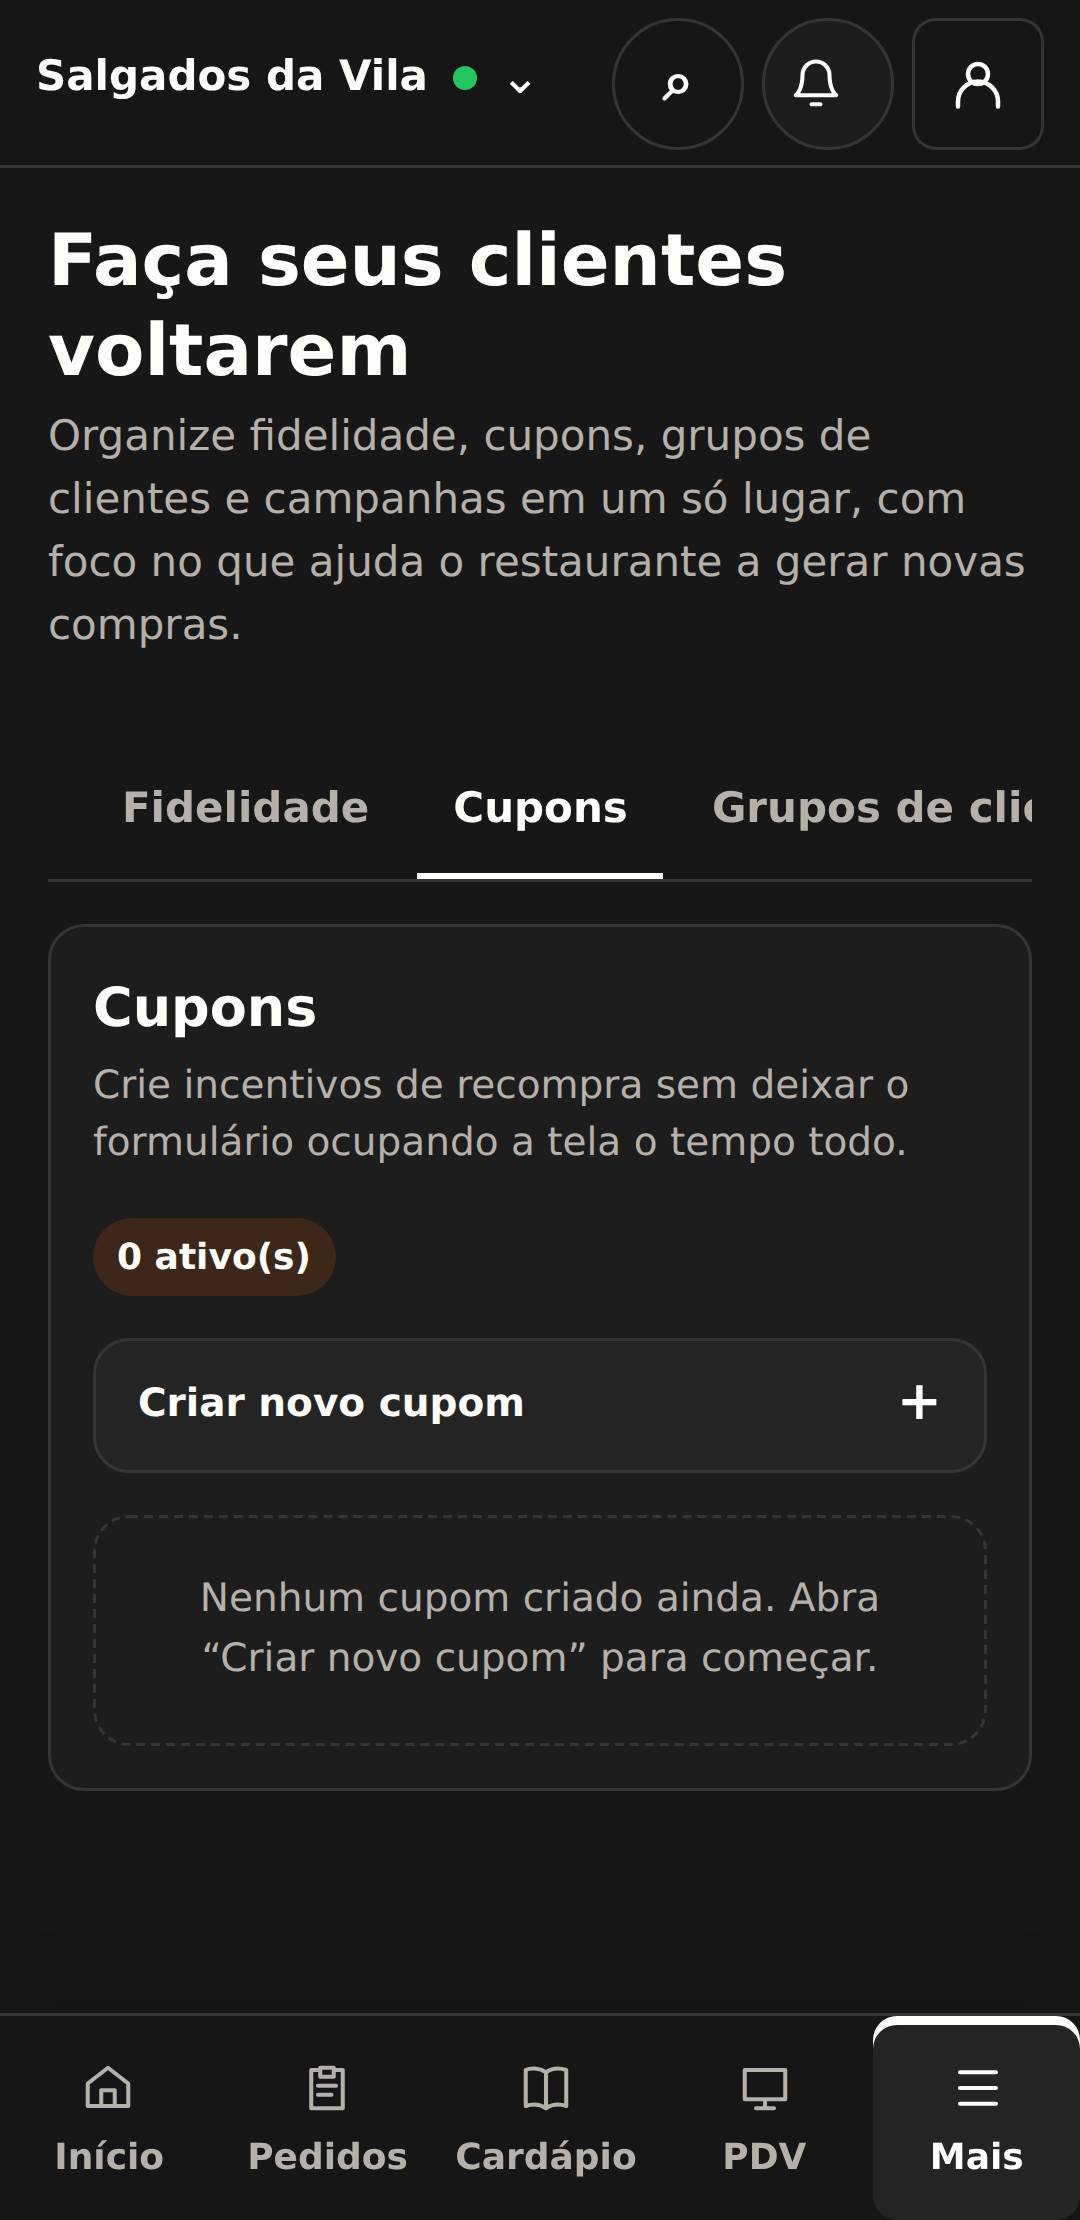 Salgados da Vila
Faça seus clientes
voltarem
Organize fidelidade, cupons, grupos de
clientes e campanhas em um só lugar, com
foco no que ajuda o restaurante a gerar novas
compras.
Fidelidade Cupons Grupos de clie
Cupons
Crie incentivos de recompra sem deixar o
formulário ocupando a tela o tempo todo.
0 ativo(s)
Criar novo cupom +
Nenhum cupom criado ainda. Abra
“Criar novo cupom” para começar.
Início Pedidos Cardápio PDV Mais